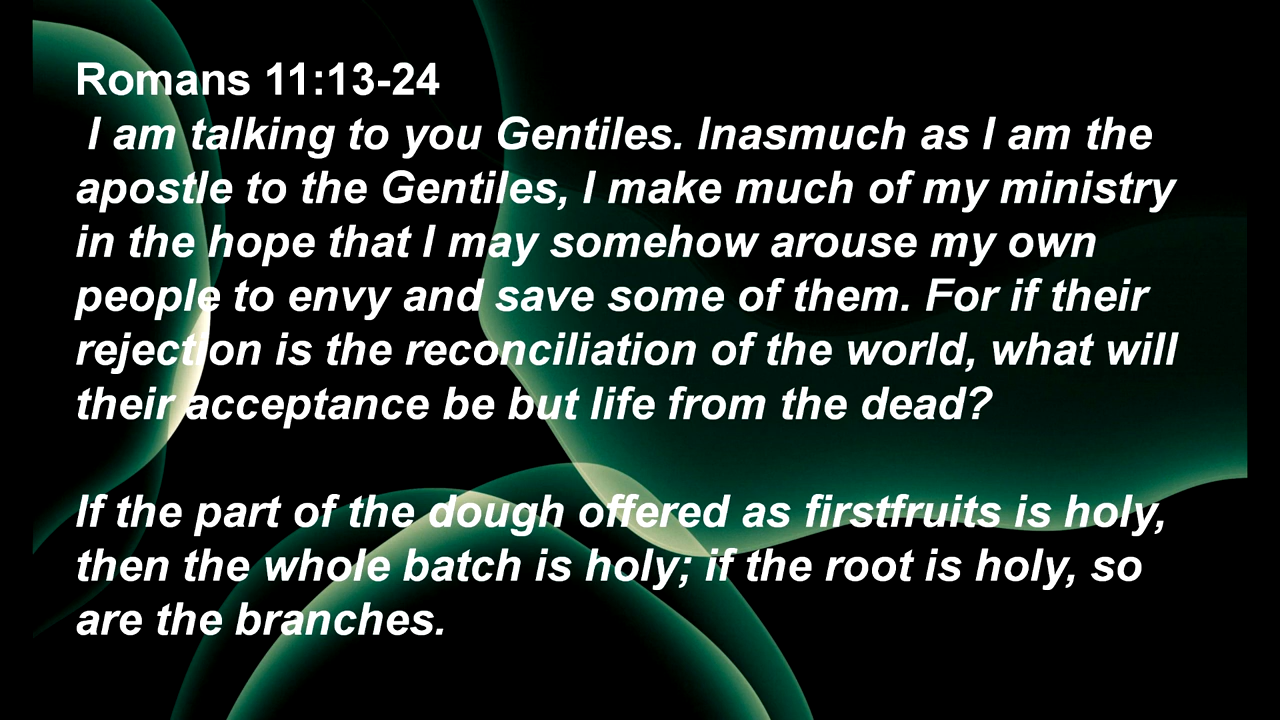 Romans 11:13-24
I am talking to you Gentiles. Inasmuch as I am the
apostle to the Gentiles, I make much of my ministry
in the hope that I may somehow arouse my own
people to envy and save some of them. For if their
rejection is the reconciliation of the world, what will
their acceptance be but life from the dead?
If the part of the dough offered as firstfruits is holy,
then the whole batch is holy; if the root is holy, so
are the branches.